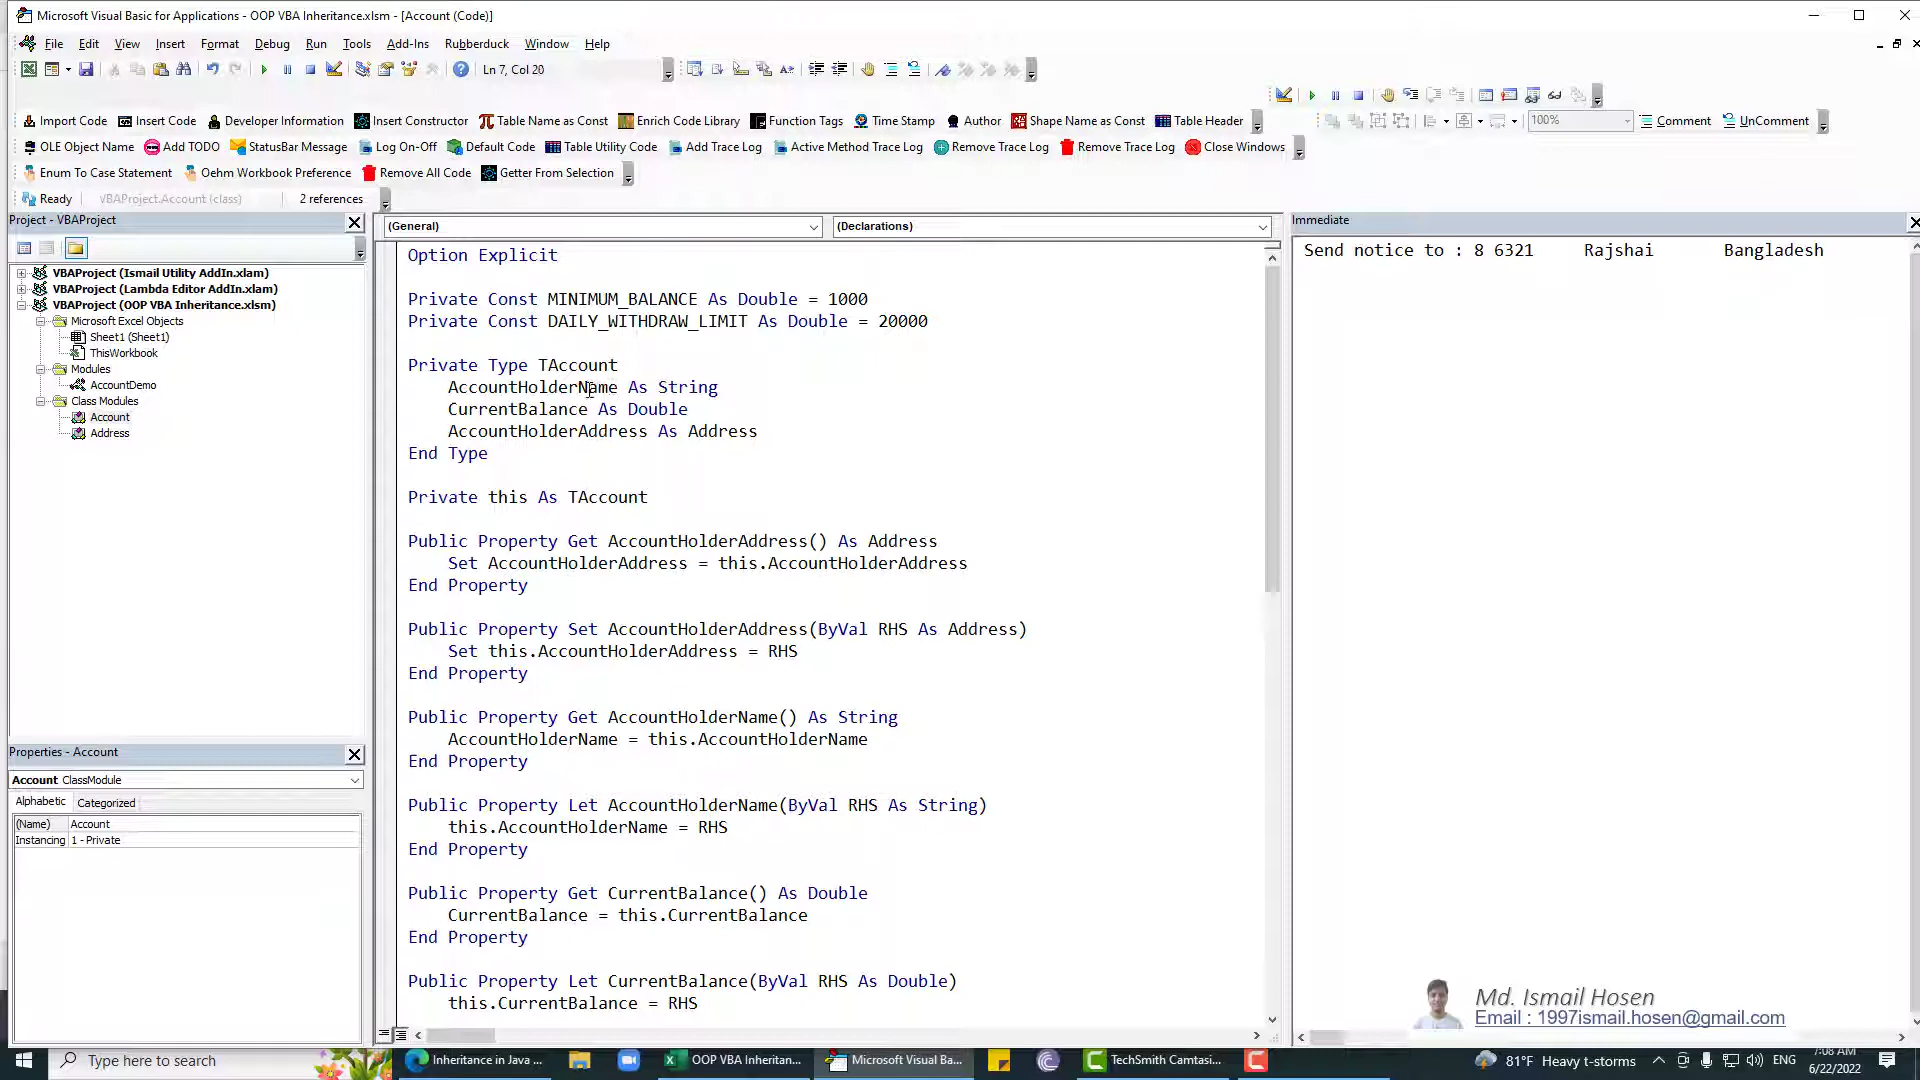 Microsoft Visual Basic for Applications - OOP VBA Inheritance.xlsm - [Account (Code)]
File Edit View Insert Format Debug Run Tools Add-Ins Rubberduck Window Help
Ln 7, Col 20
Import Code Insert Code Developer Information Insert Constructor Table Name as Const Enrich Code Library Function Tags Time Stamp Author Shape Name as Const Table Header 100% Comment UnComment
OLE Object Name Add TODO StatusBar Message Log On-Off Default Code Table Utility Code Add Trace Log Active Method Trace Log Remove Trace Log Remove Trace Log Close Windows
Enum To Case Statement Oehm Workbook Preference Remove All Code Getter From Selection
Ready VBAProject.Account (class) 2 references
Project - VBAProject
VBAProject (Ismail Utility AddIn.xlam)
VBAProject (Lambda Editor AddIn.xlam)
VBAProject (OOP VBA Inheritance.xlsm)
Microsoft Excel Objects
Sheet1 (Sheet1)
ThisWorkbook
Modules
AccountDemo
Class Modules
Account
Address
Properties - Account
Account ClassModule
Alphabetic Categorized
(Name) Account
Instancing 1 - Private
(General) (Declarations)
Option Explicit
Private Const MINIMUM_BALANCE As Double = 1000
Private Const DAILY_WITHDRAW_LIMIT As Double = 20000
Private Type TAccount
AccountHolderName As String
CurrentBalance As Double
AccountHolderAddress As Address
End Type
Private this As TAccount
Public Property Get AccountHolderAddress() As Address
Set AccountHolderAddress = this.AccountHolderAddress
End Property
Public Property Set AccountHolderAddress(ByVal RHS As Address)
Set this.AccountHolderAddress = RHS
End Property
Public Property Get AccountHolderName() As String
AccountHolderName = this.AccountHolderName
End Property
Public Property Let AccountHolderName(ByVal RHS As String)
this.AccountHolderName = RHS
End Property
Public Property Get CurrentBalance() As Double
CurrentBalance = this.CurrentBalance
End Property
Public Property Let CurrentBalance(ByVal RHS As Double)
this.CurrentBalance = RHS
Immediate
Send notice to : 8 6321 Rajshai Bangladesh
Md. Ismail Hosen
Email : 1997ismail.hosen@gmail.com
Type here to search
Inheritance in Java ...
OOP VBA Inheritan...
Microsoft Visual Ba...
TechSmith Camtasi...
81°F Heavy t-storms
ENG
7:08 AM
6/22/2022